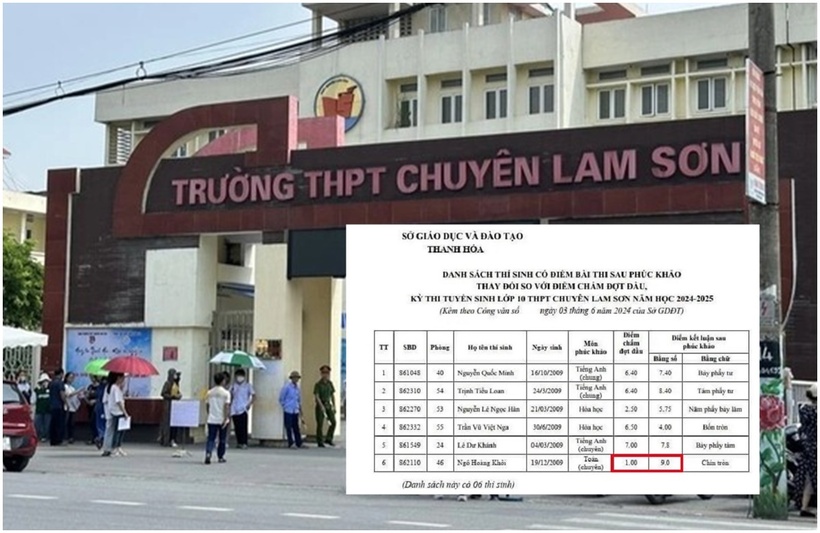 TRƯỜNG THPT CHUYÊN LAM SƠN
SỞ GIÁO DỤC VÀ ĐÀO TẠO
THANH HÓA
DANH SÁCH THÍ SINH CÓ ĐIỂM BÀI THI SAU PHÚC KHẢO
THAY ĐỔI SO VỚI ĐIỂM CHẤM ĐỢT ĐẦU,
KỲ THI TUYỂN SINH LỚP 10 THPT CHUYÊN LAM SƠN NĂM HỌC 2024-2025
(Kèm theo Công văn số ngày 03 tháng 6 năm 2024 của Sở GDĐT)
TT SBD Phòng Họ tên thí sinh Ngày sinh Môn phúc khảo Điểm chấm đợt đầu Điểm kết luận sau phúc khảo
Bằng số Bằng chữ
1 861048 40 Nguyễn Quốc Minh 16/10/2009 Tiếng Anh (chung) 6.40 7.40 Bảy phẩy tư
2 862310 54 Trịnh Tiểu Loan 24/3/2009 Tiếng Anh (chung) 6.40 8.40 Tám phẩy tư
3 862270 53 Nguyễn Lê Ngọc Hân 21/03/2009 Hóa học 2.50 5,75 Năm phẩy bảy lăm
4 862332 55 Trần Vũ Việt Nga 30/6/2009 Hóa học 6.50 4.00 Bốn tròn
5 861549 24 Lê Dư Khánh 04/03/2009 Tiếng Anh (chung) 7.00 7.8 Bảy phẩy tám
6 862110 46 Ngô Hoàng Khôi 19/12/2009 Toán (chuyên) 1.00 9.0 Chín tròn
(Danh sách này có 06 thí sinh)